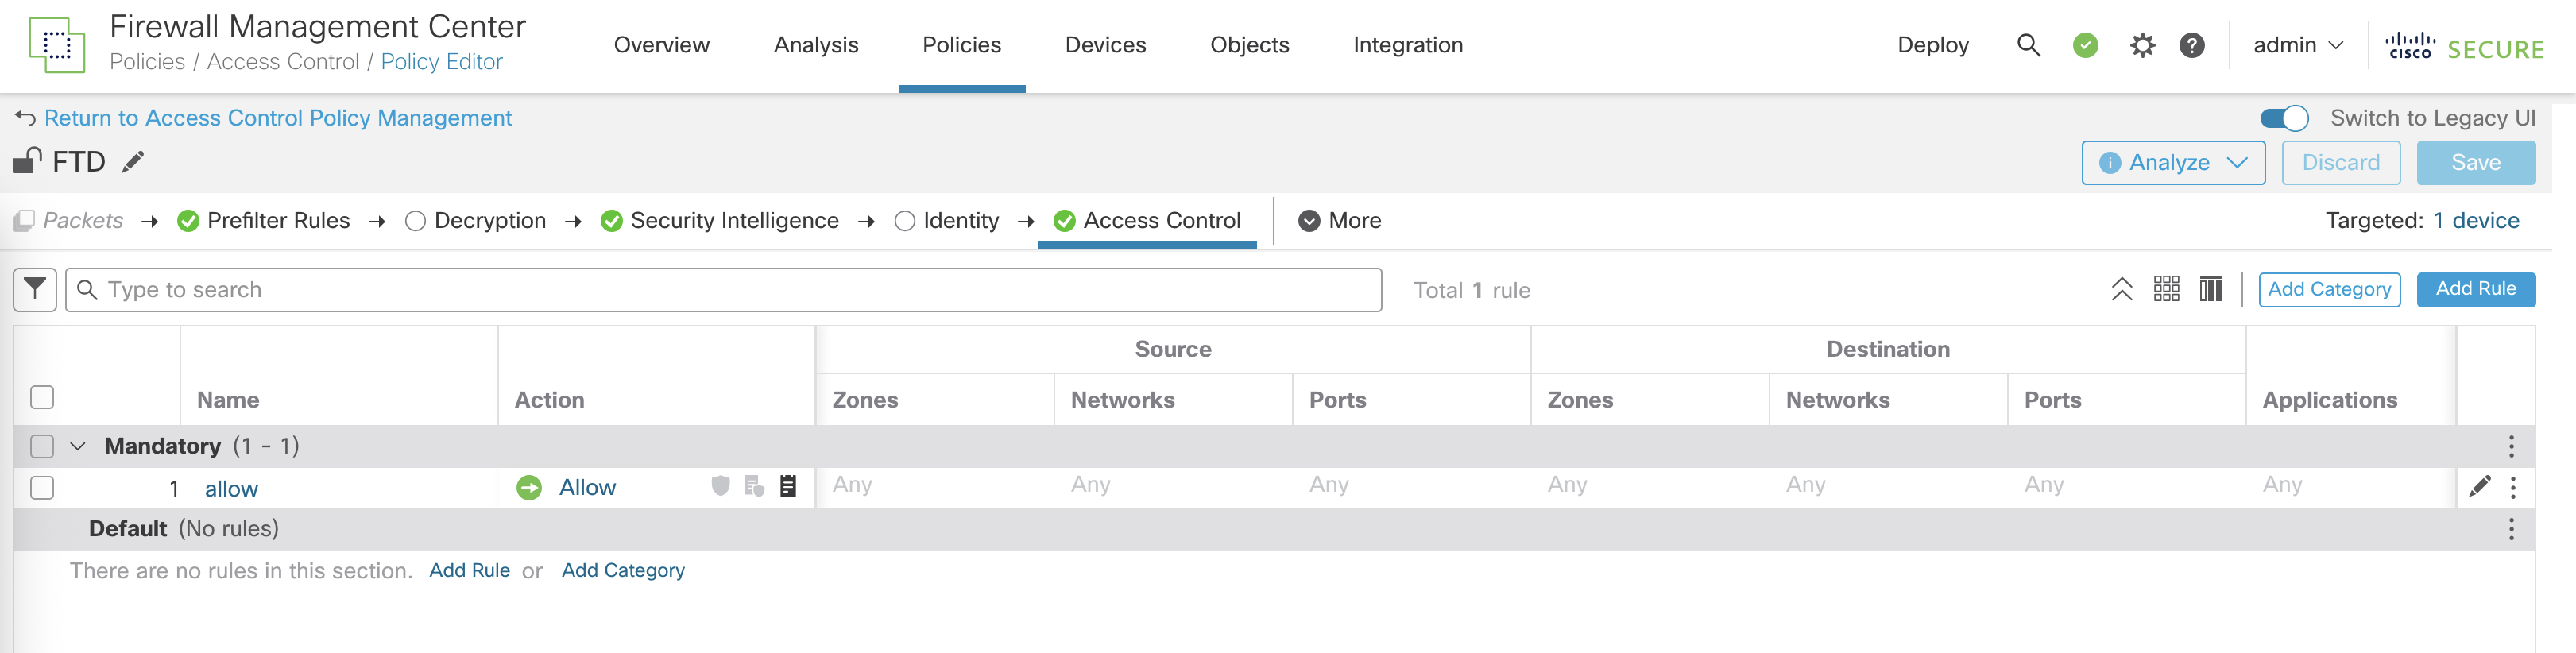 Firewall Management Center
Policies / Access Control / Policy Editor
Overview Analysis Policies Devices Objects Integration
Deploy admin cisco SECURE
Return to Access Control Policy Management
Switch to Legacy UI
FTD
Analyze Discard Save
Packets Prefilter Rules Decryption Security Intelligence Identity Access Control More Targeted: 1 device
Type to search Total 1 rule Add Category Add Rule
Source Destination
Name Action Zones Networks Ports Zones Networks Ports Applications
Mandatory (1 - 1)
1 allow Allow Any Any Any Any Any Any Any
Default (No rules)
There are no rules in this section. Add Rule or Add Category